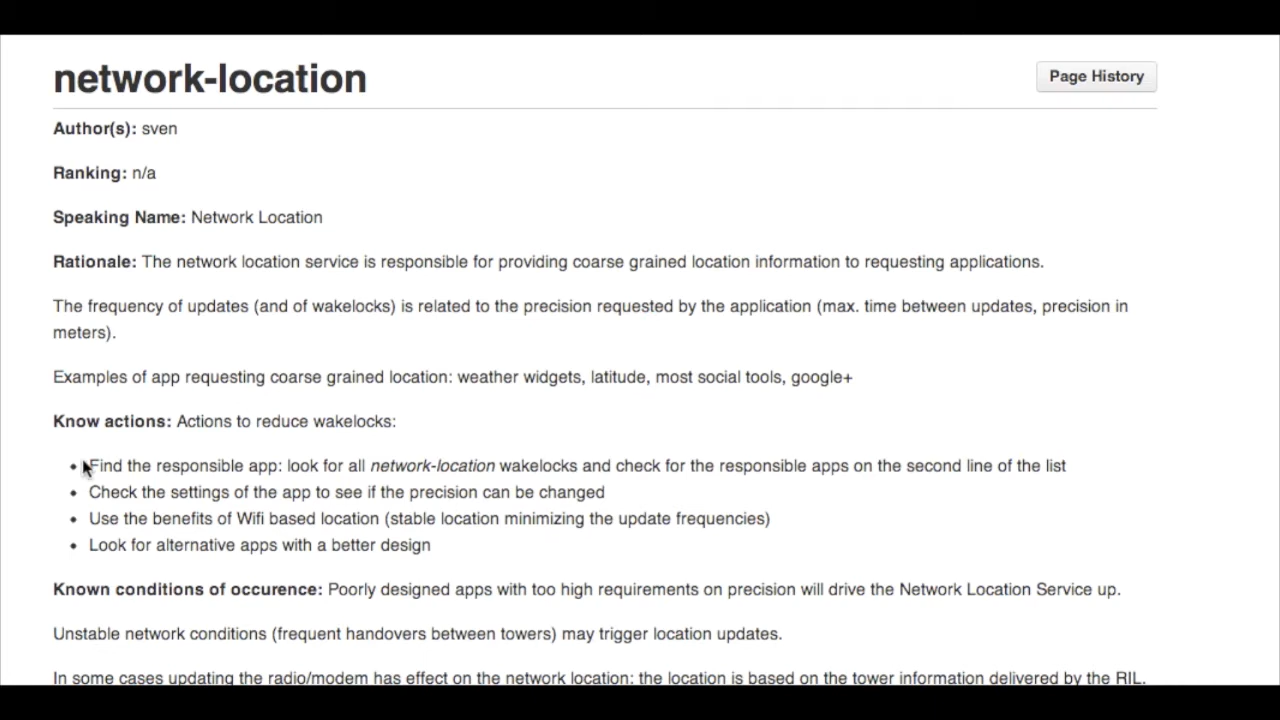 network-location
Page History
Author(s): sven
Ranking: n/a
Speaking Name: Network Location
Rationale: The network location service is responsible for providing coarse grained location information to requesting applications.
The frequency of updates (and of wakelocks) is related to the precision requested by the application (max. time between updates, precision in
meters).
Examples of app requesting coarse grained location: weather widgets, latitude, most social tools, google+
Know actions: Actions to reduce wakelocks:
• Find the responsible app: look for all network-location wakelocks and check for the responsible apps on the second line of the list
• Check the settings of the app to see if the precision can be changed
• Use the benefits of Wifi based location (stable location minimizing the update frequencies)
• Look for alternative apps with a better design
Known conditions of occurence: Poorly designed apps with too high requirements on precision will drive the Network Location Service up.
Unstable network conditions (frequent handovers between towers) may trigger location updates.
In some cases updating the radio/modem has effect on the network location: the location is based on the tower information delivered by the RIL.